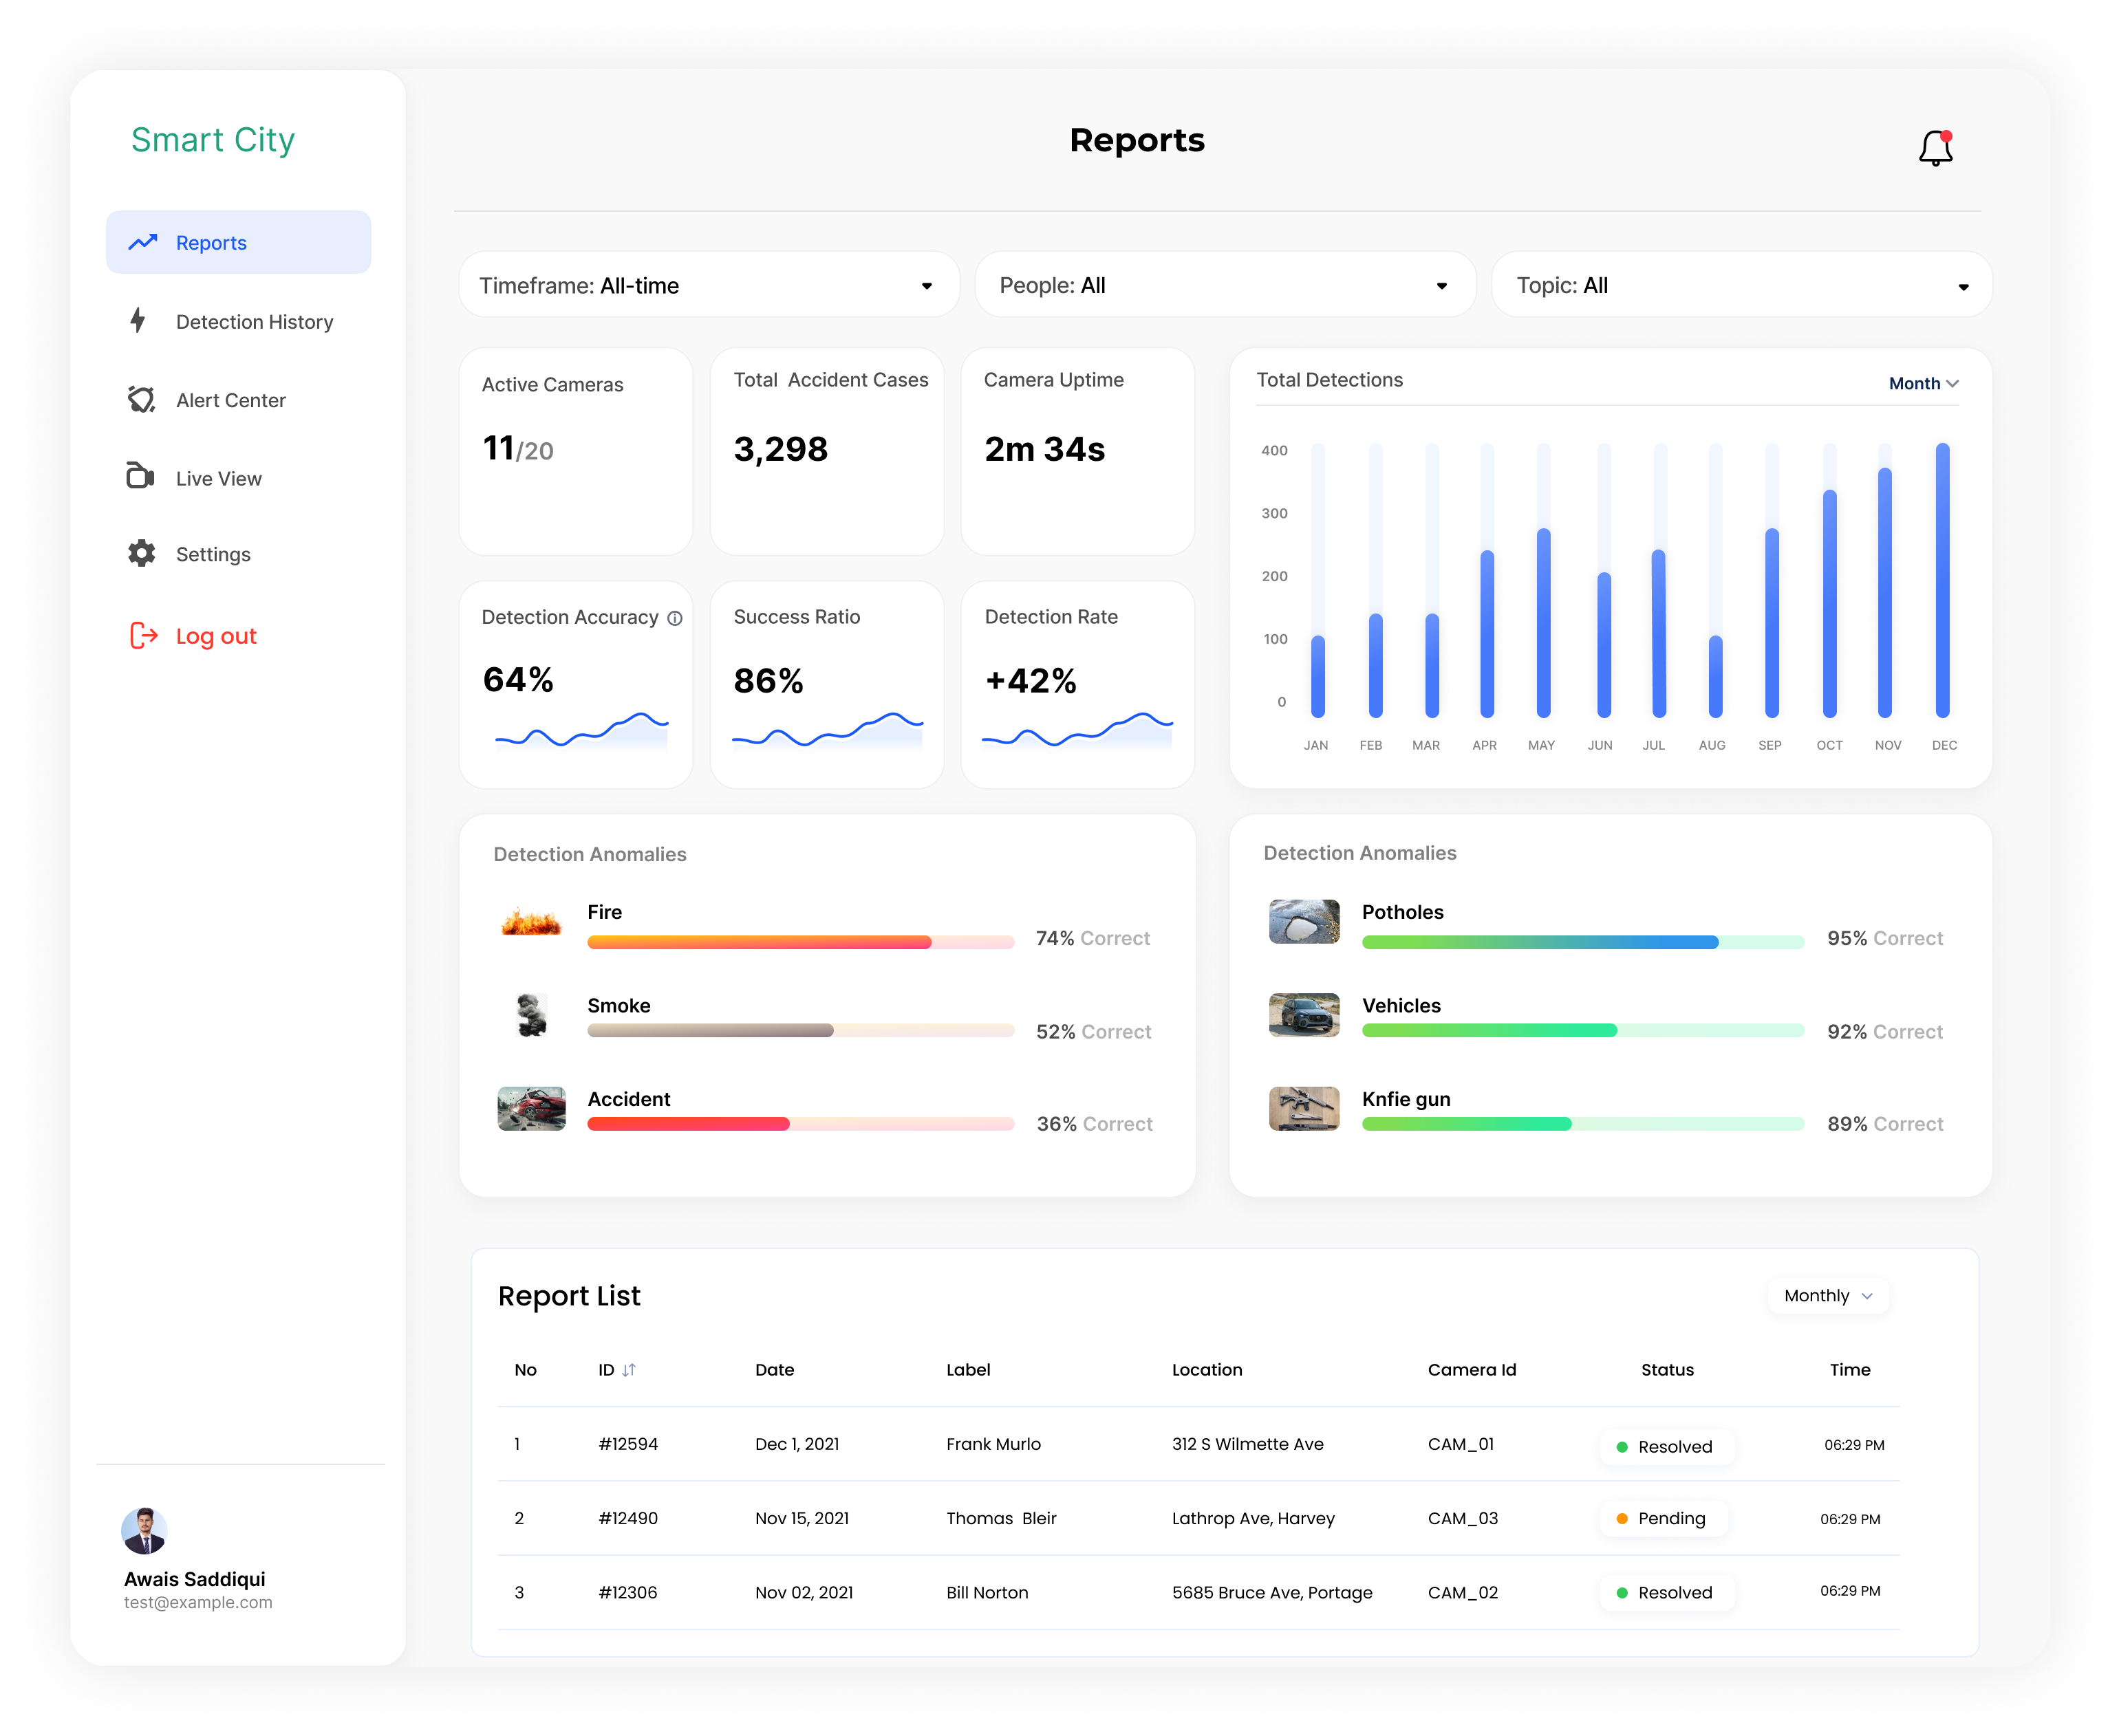 Smart City
Reports
Detection History
Alert Center
Live View
Settings
Log out
Awais Saddiqui
test@example.com
Reports
Timeframe: All-time
People: All
Topic: All
Active Cameras
11/20
Total Accident Cases
3,298
Camera Uptime
2m 34s
Detection Accuracy
64%
Success Ratio
86%
Detection Rate
+42%
Total Detections
Month
400
300
200
100
0
JAN FEB MAR APR MAY JUN JUL AUG SEP OCT NOV DEC
Detection Anomalies
Fire
74% Correct
Smoke
52% Correct
Accident
36% Correct
Detection Anomalies
Potholes
95% Correct
Vehicles
92% Correct
Knfie gun
89% Correct
Report List
Monthly
No ID Date Label Location Camera Id Status Time
1 #12594 Dec 1, 2021 Frank Murlo 312 S Wilmette Ave CAM_01 Resolved 06:29 PM
2 #12490 Nov 15, 2021 Thomas Bleir Lathrop Ave, Harvey CAM_03 Pending 06:29 PM
3 #12306 Nov 02, 2021 Bill Norton 5685 Bruce Ave, Portage CAM_02 Resolved 06:29 PM